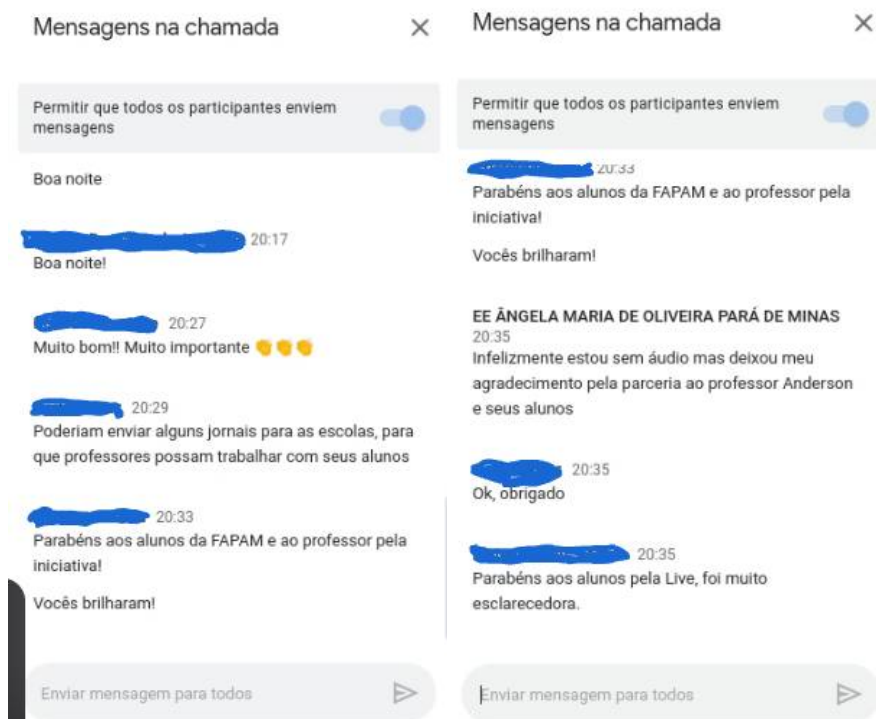 Mensagens na chamada
Permitir que todos os participantes enviem
mensagens
Boa noite
20:17
Boa noite!
20:27
Muito bom!! Muito importante 👏👏👏
20:29
Poderiam enviar alguns jornais para as escolas, para
que professores possam trabalhar com seus alunos
20:33
Parabéns aos alunos da FAPAM e ao professor pela
iniciativa!
Vocês brilharam!
Enviar mensagem para todos
Mensagens na chamada
Permitir que todos os participantes enviem
mensagens
20:33
Parabéns aos alunos da FAPAM e ao professor pela
iniciativa!
Vocês brilharam!
EE ÂNGELA MARIA DE OLIVEIRA PARÁ DE MINAS
20:35
Infelizmente estou sem áudio mas deixou meu
agradecimento pela parceria ao professor Anderson
e seus alunos
20:35
Ok, obrigado
20:35
Parabéns aos alunos pela Live, foi muito
esclarecedora.
Enviar mensagem para todos